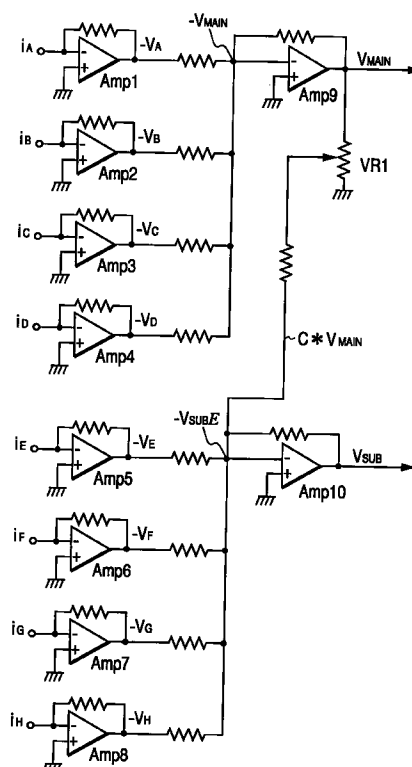 -VMAIN
iA
-VA
Amp1
Amp9
VMAIN
iB
-VB
Amp2
VR1
iC
-VC
Amp3
iD
-VD
Amp4
C*VMAIN
-VSUBE
iE
-VE
Amp5
Amp10
VSUB
iF
-VF
Amp6
iG
-VG
Amp7
iH
-VH
Amp8
- +
- +
- +
- +
- +
- +
- +
- +
- +
- +